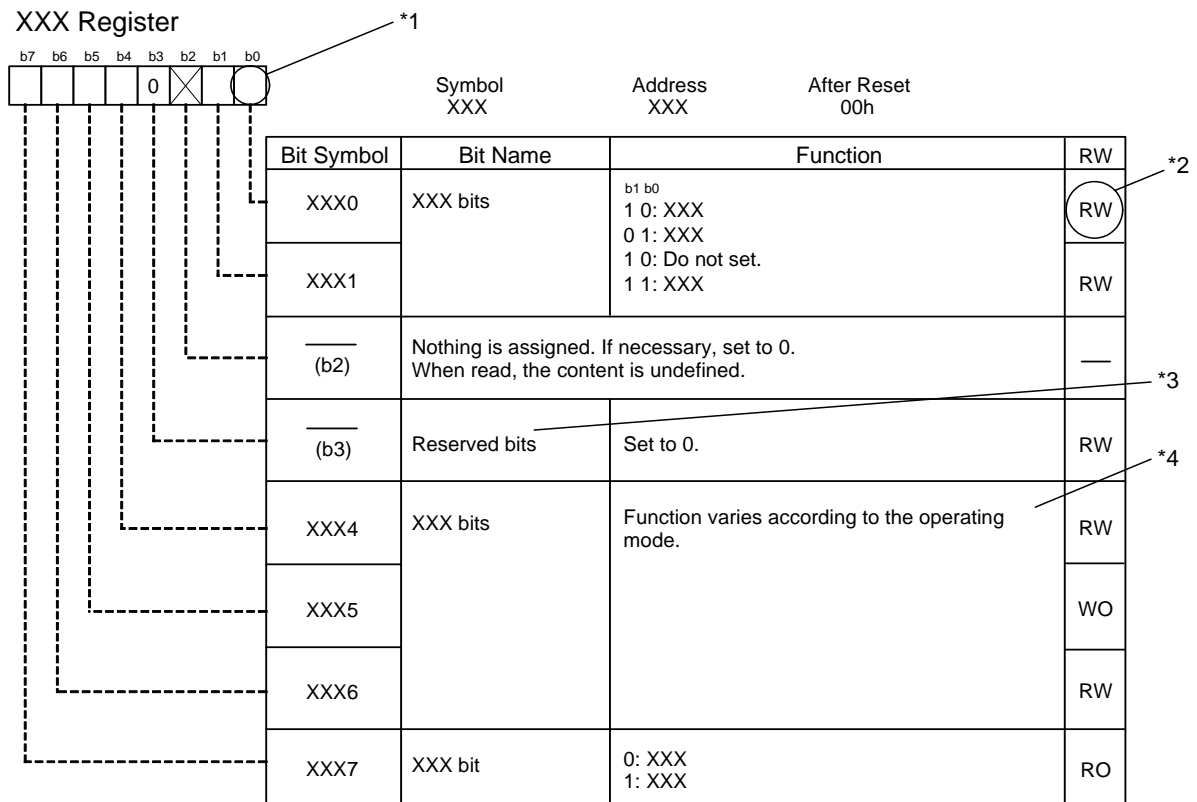 XXX Register
*1
b7 b6 b5 b4 b3 b2 b1 b0
0
Symbol Address After Reset
XXX XXX 00h
Bit Symbol Bit Name Function RW
*2
XXX0 XXX bits b1 b0 RW
1 0: XXX
0 1: XXX
1 0: Do not set.
XXX1 1 1: XXX RW
(b2) Nothing is assigned. If necessary, set to 0. —
When read, the content is undefined.
*3
(b3) Reserved bits Set to 0. RW
*4
XXX4 XXX bits Function varies according to the operating RW
mode.
XXX5 WO
XXX6 RW
XXX7 XXX bit 0: XXX RO
1: XXX